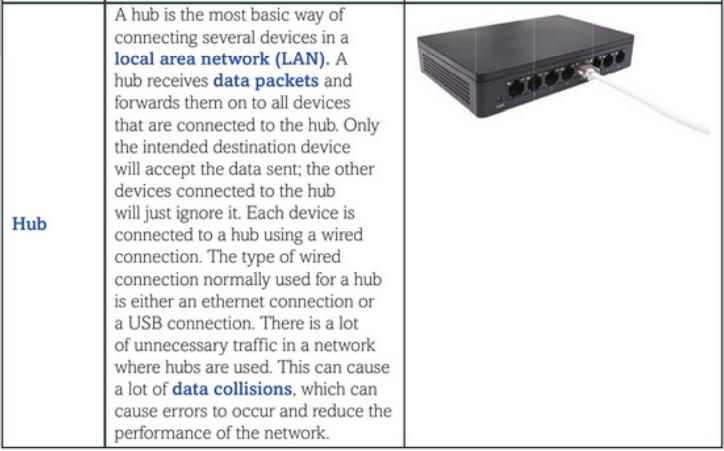 Hub
A hub is the most basic way of
connecting several devices in a
local area network (LAN). A
hub receives data packets and
forwards them on to all devices
that are connected to the hub. Only
the intended destination device
will accept the data sent; the other
devices connected to the hub
will just ignore it. Each device is
connected to a hub using a wired
connection. The type of wired
connection normally used for a hub
is either an ethernet connection or
a USB connection. There is a lot
of unnecessary traffic in a network
where hubs are used. This can cause
a lot of data collisions, which can
cause errors to occur and reduce the
performance of the network.